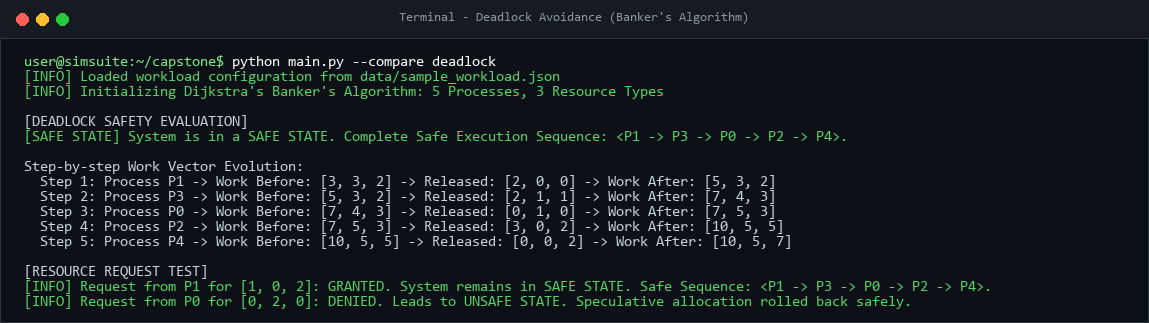 Terminal - Deadlock Avoidance (Banker's Algorithm)
user@simsuite:~/capstone$ python main.py --compare deadlock
[INFO] Loaded workload configuration from data/sample_workload.json
[INFO] Initializing Dijkstra's Banker's Algorithm: 5 Processes, 3 Resource Types
[DEADLOCK SAFETY EVALUATION]
[SAFE STATE] System is in a SAFE STATE. Complete Safe Execution Sequence: <P1 -> P3 -> P0 -> P2 -> P4>.
Step-by-step Work Vector Evolution:
Step 1: Process P1 -> Work Before: [3, 3, 2] -> Released: [2, 0, 0] -> Work After: [5, 3, 2]
Step 2: Process P3 -> Work Before: [5, 3, 2] -> Released: [2, 1, 1] -> Work After: [7, 4, 3]
Step 3: Process P0 -> Work Before: [7, 4, 3] -> Released: [0, 1, 0] -> Work After: [7, 5, 3]
Step 4: Process P2 -> Work Before: [7, 5, 3] -> Released: [3, 0, 2] -> Work After: [10, 5, 5]
Step 5: Process P4 -> Work Before: [10, 5, 5] -> Released: [0, 0, 2] -> Work After: [10, 5, 7]
[RESOURCE REQUEST TEST]
[INFO] Request from P1 for [1, 0, 2]: GRANTED. System remains in SAFE STATE. Safe Sequence: <P1 -> P3 -> P0 -> P2 -> P4>.
[INFO] Request from P0 for [0, 2, 0]: DENIED. Leads to UNSAFE STATE. Speculative allocation rolled back safely.